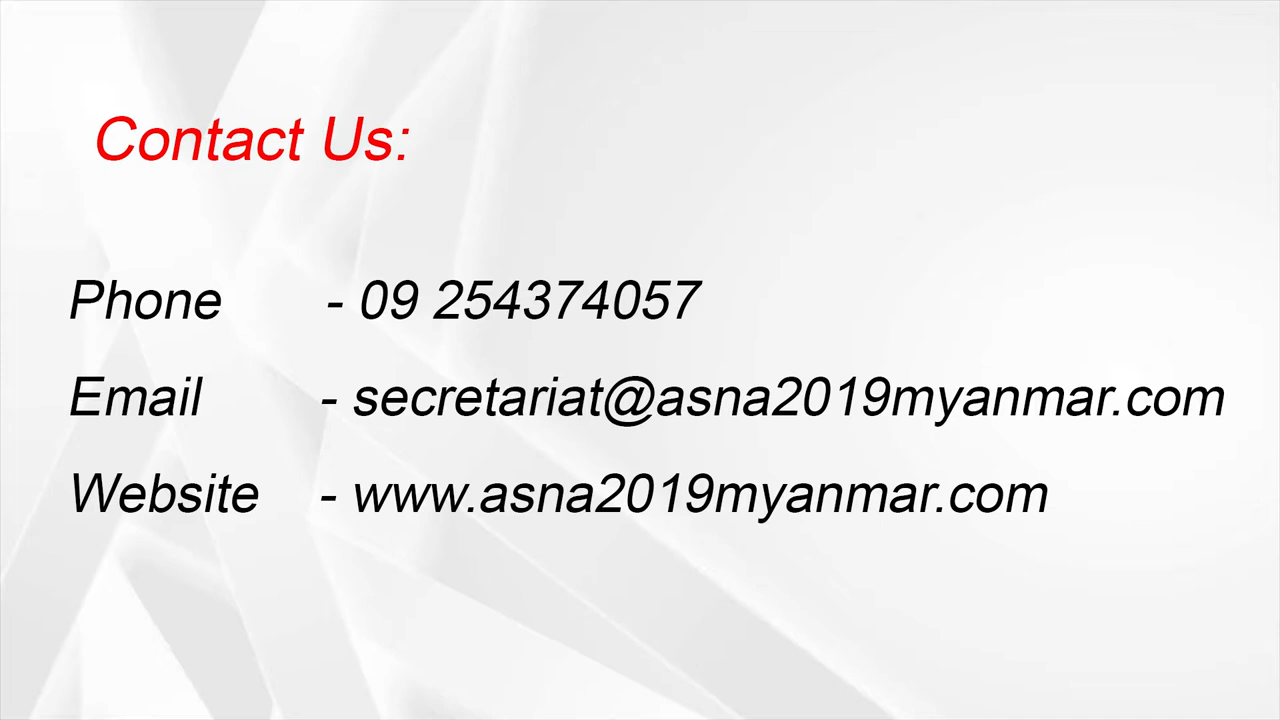 Contact Us:
Phone - 09 254374057
Email - secretariat@asna2019myanmar.com
Website - www.asna2019myanmar.com